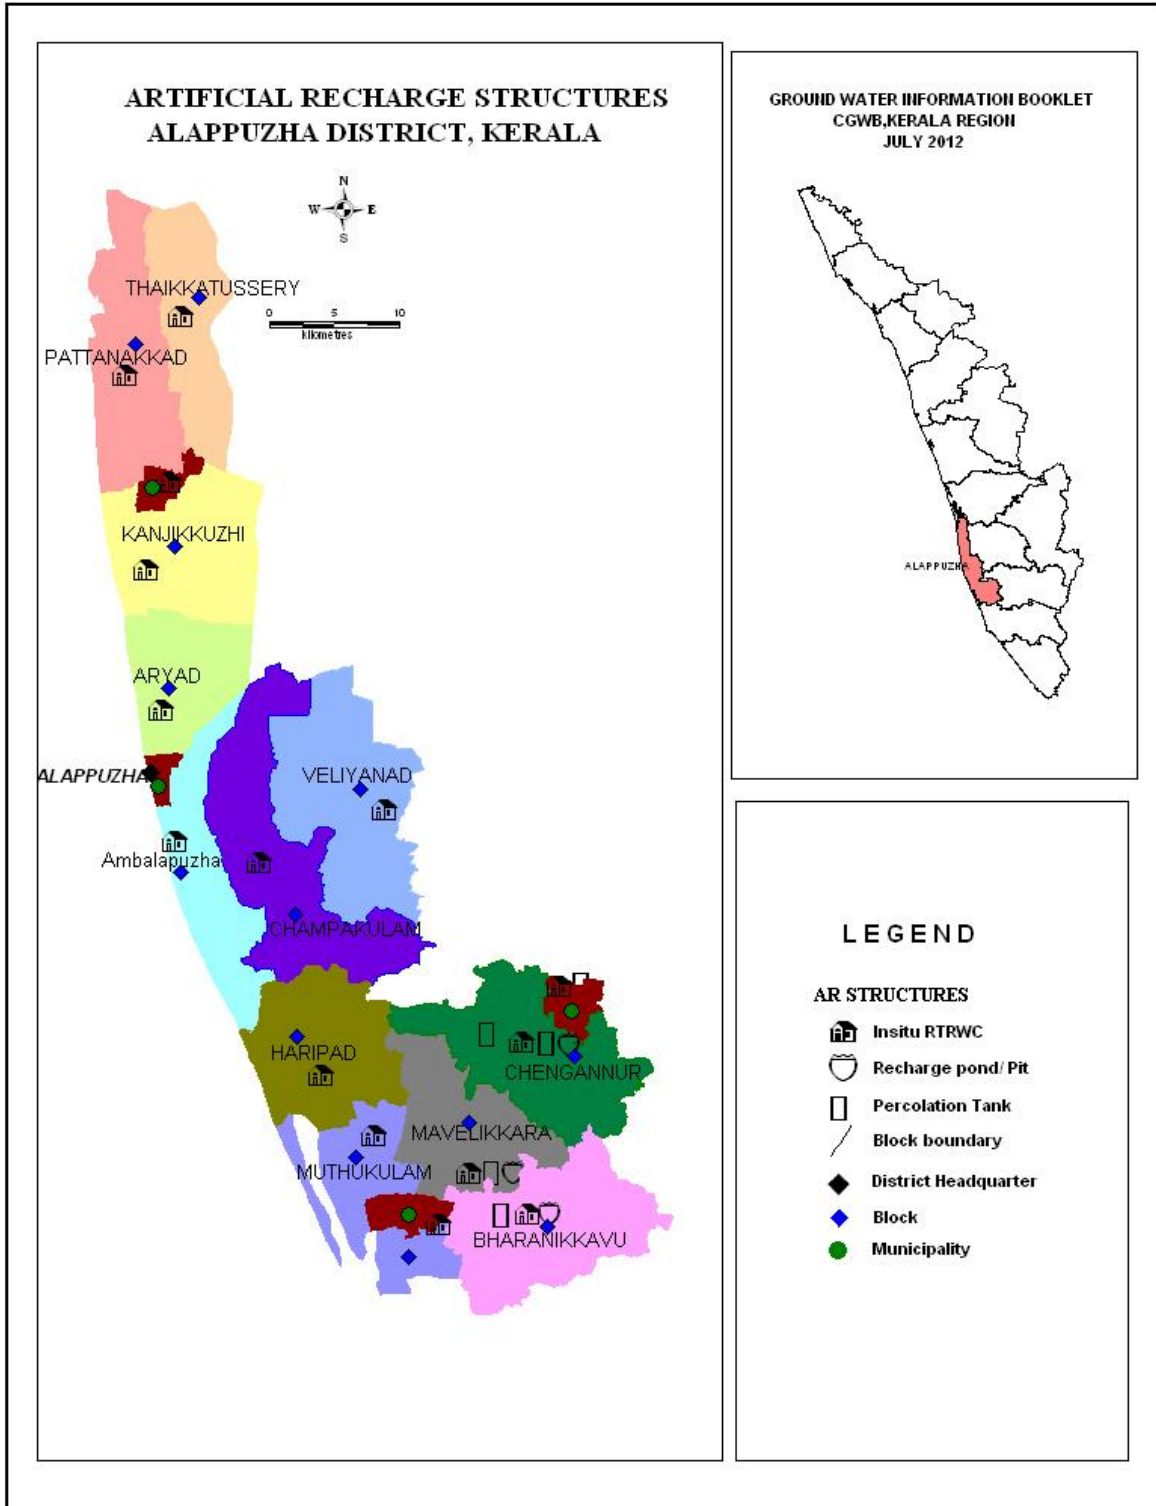 ARTIFICIAL RECHARGE STRUCTURES
ALAPPUZHA DISTRICT, KERALA
N
W E
S
0 5 10
kilometres
THAIKKATUSSERY
PATTANAKKAD
KANJIKKUZHI
ARYAD
ALAPPUZHA
VELIYANAD
Ambalapuzha
CHAMPAKULAM
HARIPAD
CHENGANNUR
MAVELIKKARA
MUTHUKULAM
BHARANIKKAVU
GROUND WATER INFORMATION BOOKLET
CGWB,KERALA REGION
JULY 2012
ALAPPUZHA
LEGEND
AR STRUCTURES
Insitu RTRWC
Recharge pond/ Pit
Percolation Tank
Block boundary
District Headquarter
Block
Municipality